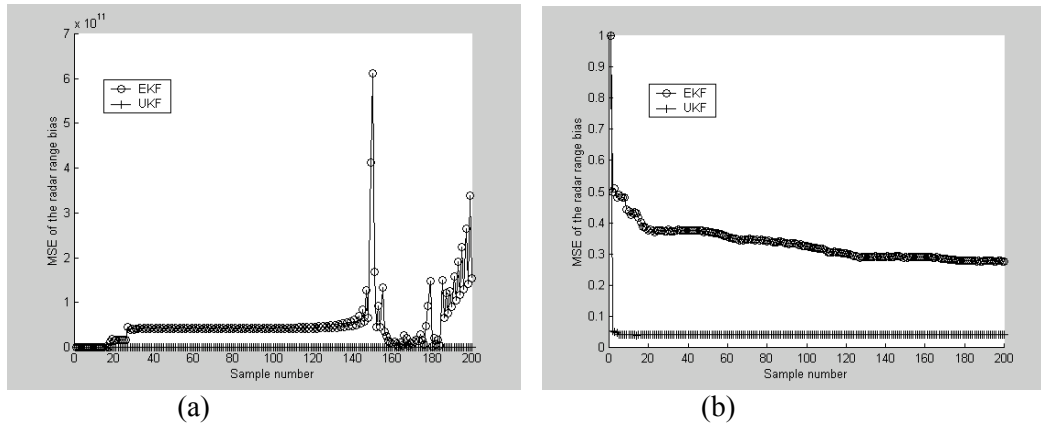 x 10^11
7
6
5
4
3
2
1
0
MSE of the radar range bias
EKF
UKF
0 20 40 60 80 100 120 140 160 180 200
Sample number
(a)
1
0.9
0.8
0.7
0.6
0.5
0.4
0.3
0.2
0.1
0
MSE of the radar range bias
EKF
UKF
0 20 40 60 80 100 120 140 160 180 200
Sample number
(b)